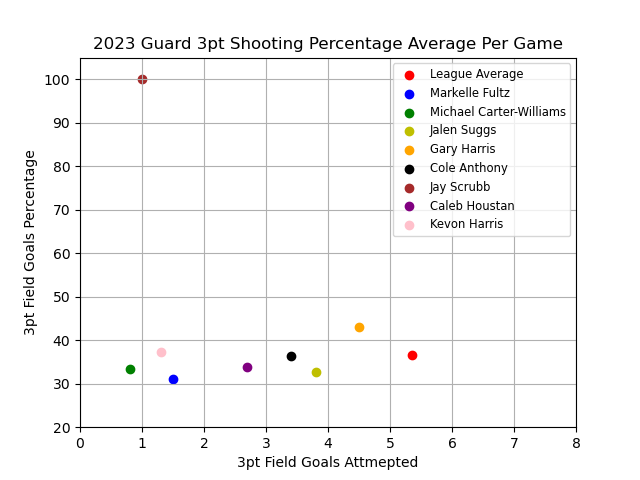 2023 Guard 3pt Shooting Percentage Average Per Game
3pt Field Goals Percentage
100
90
80
70
60
50
40
30
20
League Average
Markelle Fultz
Michael Carter-Williams
Jalen Suggs
Gary Harris
Cole Anthony
Jay Scrubb
Caleb Houstan
Kevon Harris
0 1 2 3 4 5 6 7 8
3pt Field Goals Attmepted